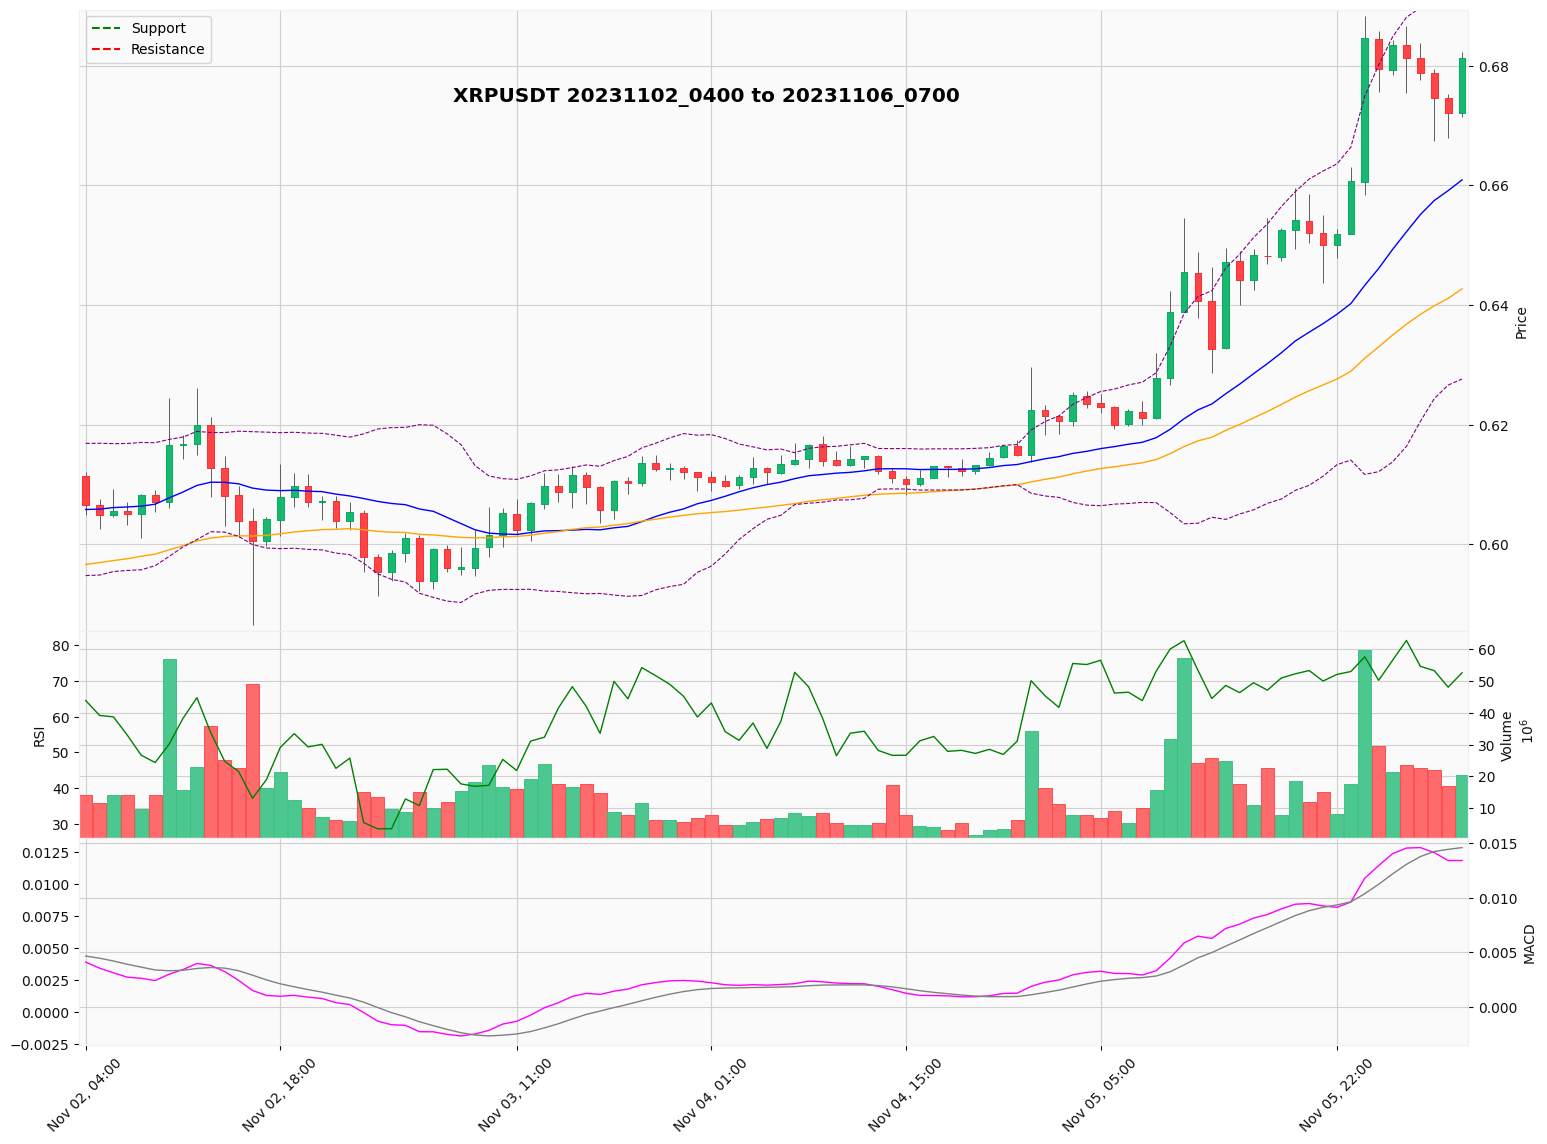 Support
Resistance
XRPUSDT 20231102_0400 to 20231106_0700
0.68
0.66
0.64
0.62
0.60
Price
80
70
60
50
40
30
RSI
60
50
40
30
20
10
Volume
10^6
0.0125
0.0100
0.0075
0.0050
0.0025
0.0000
−0.0025
0.015
0.010
0.005
0.000
MACD
Nov 02, 04:00
Nov 02, 18:00
Nov 03, 11:00
Nov 04, 01:00
Nov 04, 15:00
Nov 05, 05:00
Nov 05, 22:00